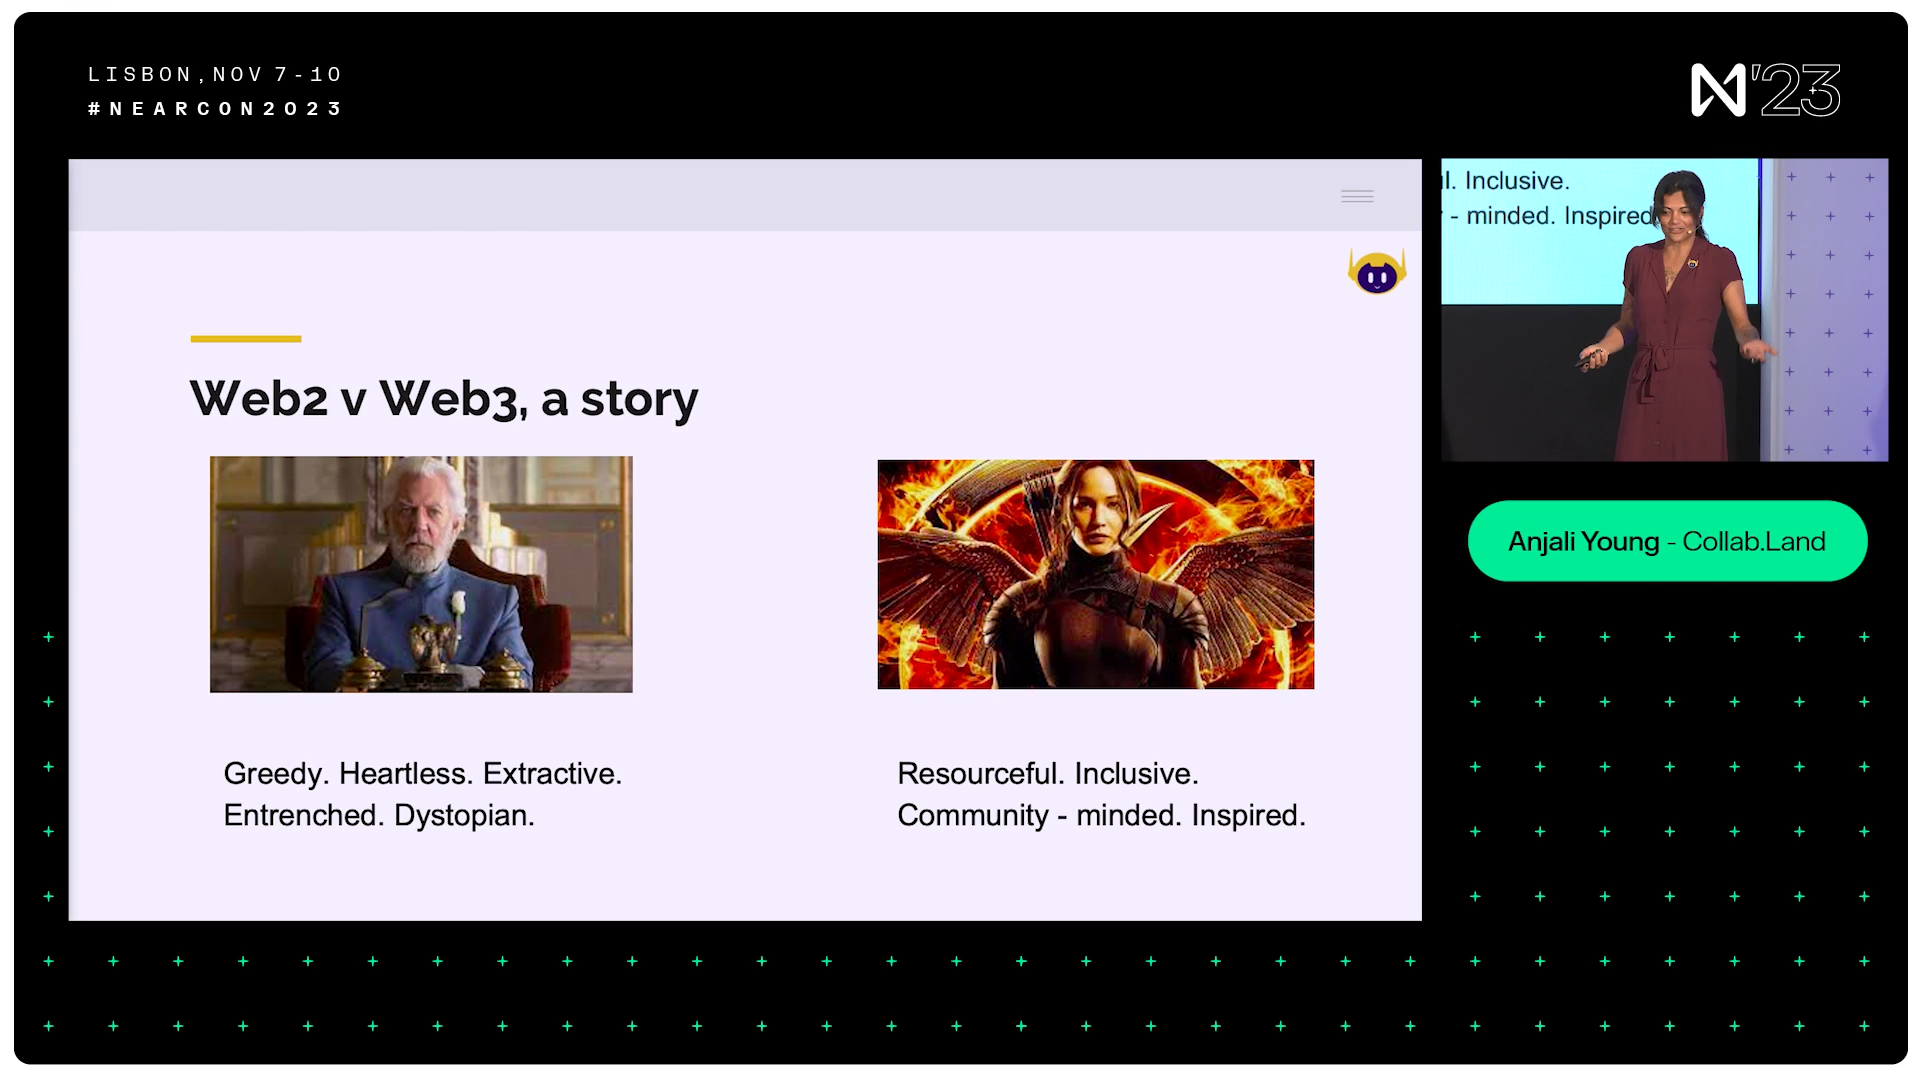 LISBON, NOV 7-10
#NEARCON2023
'23
Web2 v Web3, a story
Greedy. Heartless. Extractive.
Entrenched. Dystopian.
Resourceful. Inclusive.
Community - minded. Inspired.
l. Inclusive.
- minded. Inspired
Anjali Young - Collab.Land